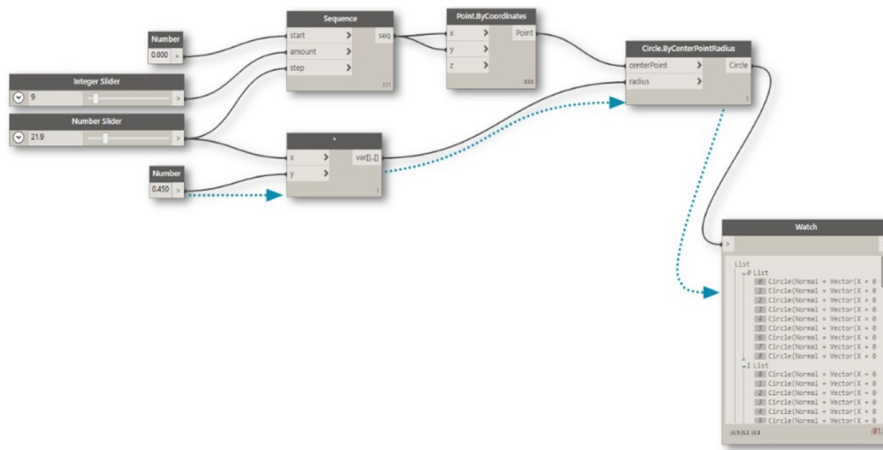 Number
0.000 >
Integer Slider
9 >
Number Slider
21.9 >
Number
0.450 >
Sequence
start > seq
amount >
step >
*
x > var[]..[]
y >
Point.ByCoordinates
x > Point
y >
z >
Circle.ByCenterPointRadius
centerPoint > Circle
radius >
Watch
>
List
0 List
0 Circle(Normal = Vector(X = 0
1 Circle(Normal = Vector(X = 0
2 Circle(Normal = Vector(X = 0
3 Circle(Normal = Vector(X = 0
4 Circle(Normal = Vector(X = 0
5 Circle(Normal = Vector(X = 0
6 Circle(Normal = Vector(X = 0
7 Circle(Normal = Vector(X = 0
8 Circle(Normal = Vector(X = 0
1 List
0 Circle(Normal = Vector(X = 0
1 Circle(Normal = Vector(X = 0
2 Circle(Normal = Vector(X = 0
3 Circle(Normal = Vector(X = 0
4 Circle(Normal = Vector(X = 0
5 Circle(Normal = Vector(X = 0